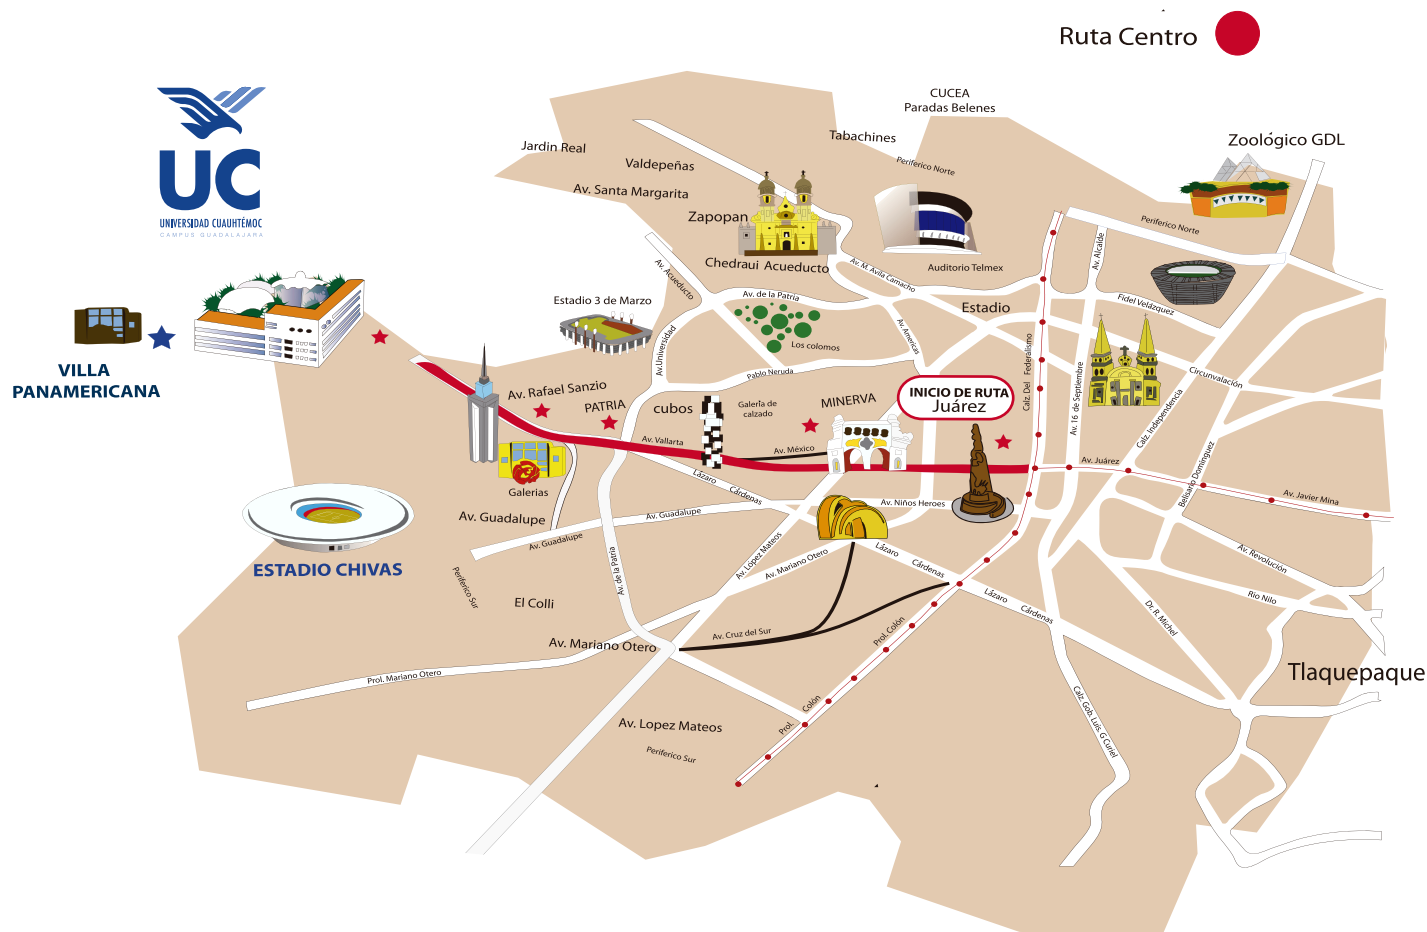 Ruta Centro
CUCEA
Paradas Belenes
Zoológico GDL
Tabachines
Jardin Real
Valdepeñas
Periferico Norte
Av. Santa Margarita
Zapopan
Periferico Norte
UC
UNIVERSIDAD CUAUHTÉMOC
CAMPUS GUADALAJARA
Av. Alcalde
Chedraui Acueducto
Av. M. Avila Camacho
Auditorio Telmex
Av. Acueducto
Av. de la Patria
Estadio 3 de Marzo
Estadio
Fidel Velázquez
Av.Universidad
Los colomos
Av. Americas
Calz. Del Federalismo
Circunvalación
VILLA
PANAMERICANA
Pablo Neruda
Av. Rafael Sanzio
PATRIA
cubos
Galería de
calzado
MINERVA
INICIO DE RUTA
Juárez
Av. 16 de Septiembre
Calz. Independencia
Av. Vallarta
Av. México
Av. Juárez
Belisario Domínguez
Lázaro Cárdenas
Galerias
Av. Niños Heroes
Av. Javier Mina
Av. Guadalupe
Av. Guadalupe
Av. Guadalupe
Av. de la Patria
Av. Lopez Mateos
Av. Mariano Otero
Lázaro Cárdenas
Av. Revolución
ESTADIO CHIVAS
Periferico Sur
El Colli
Lázaro Cárdenas
Rio Nilo
Dr. R. Michel
Av. Cruz del Sur
Prol. Colón
Av. Mariano Otero
Prol. Mariano Otero
Tlaquepaque
Calz. Gob. Luis. G Curiel
Prol. Colón
Av. Lopez Mateos
Periferico Sur